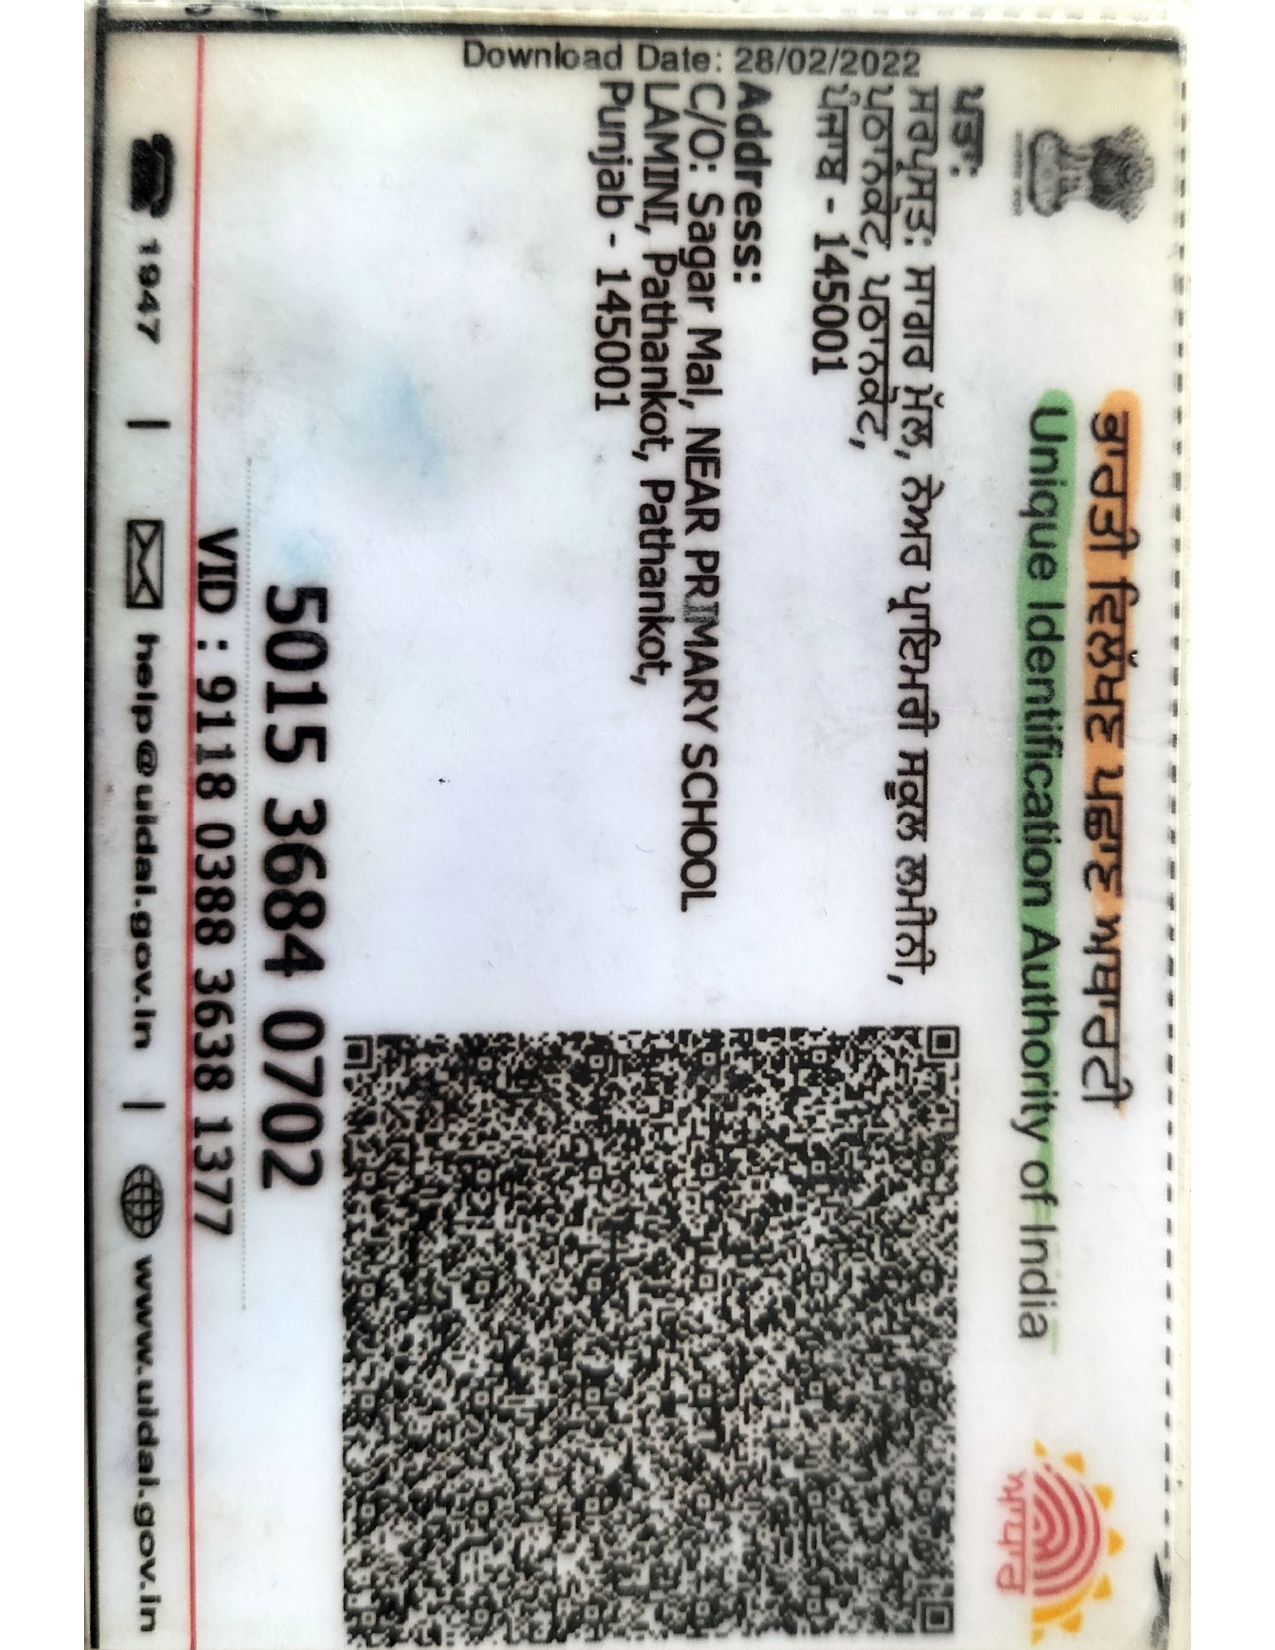 ਭਾਰਤੀ ਵਿਲੱਖਣ ਪਛਾਣ ਅਥਾਰਟੀ
Unique Identification Authority of India
ਆਧਾਰ
ਪਤਾ:
ਸਰਪ੍ਰਸਤ: ਸਾਗਰ ਮੱਲ, ਨੇਅਰ ਪ੍ਰਾਇਮਰੀ ਸਕੂਲ ਲਮੀਨੀ,
ਪਠਾਨਕੋਟ, ਪਠਾਨਕੋਟ,
ਪੰਜਾਬ - 145001
Address:
C/O: Sagar Mal, NEAR PRIMARY SCHOOL
LAMINI, Pathankot, Pathankot,
Punjab - 145001
Download Date: 28/02/2022
5015 3684 0702
VID : 9118 0388 3638 1377
1947 | help@uidai.gov.in | www.uidai.gov.in